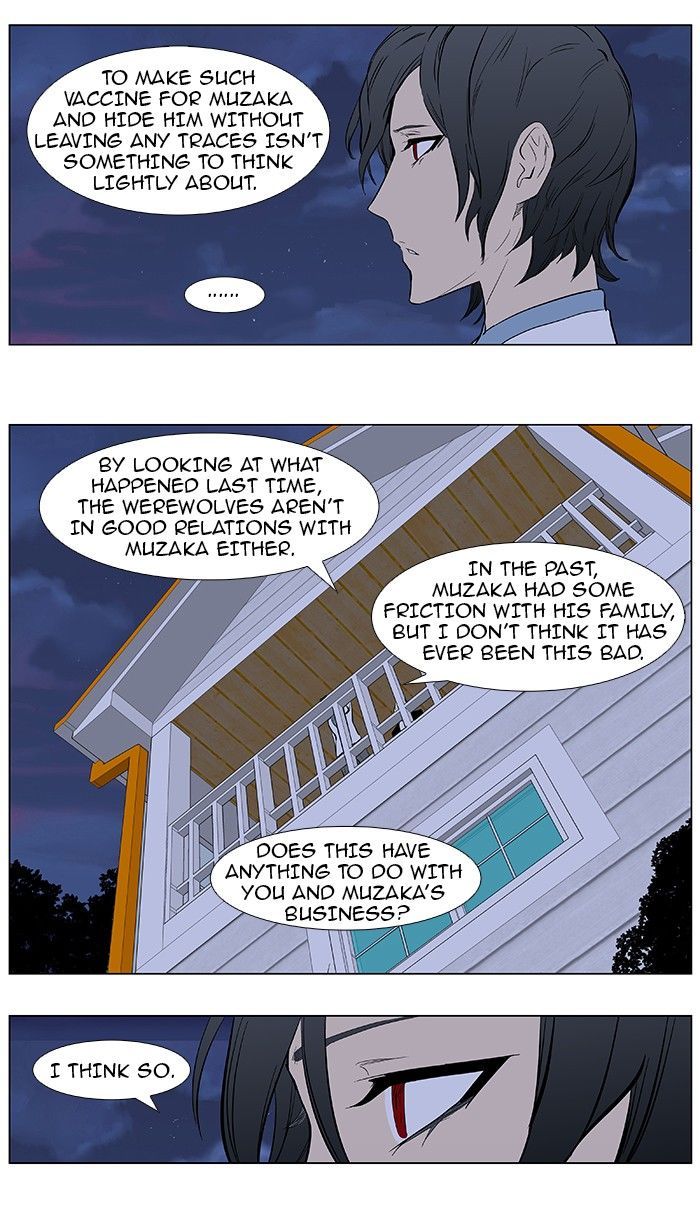 TO MAKE SUCH
VACCINE FOR MUZAKA
AND HIDE HIM WITHOUT
LEAVING ANY TRACES ISN'T
SOMETHING TO THINK
LIGHTLY ABOUT.
......
BY LOOKING AT WHAT
HAPPENED LAST TIME,
THE WEREWOLVES AREN'T
IN GOOD RELATIONS WITH
MUZAKA EITHER.
IN THE PAST,
MUZAKA HAD SOME
FRICTION WITH HIS FAMILY,
BUT I DON'T THINK IT HAS
EVER BEEN THIS BAD.
DOES THIS HAVE
ANYTHING TO DO WITH
YOU AND MUZAKA'S
BUSINESS?
I THINK SO.